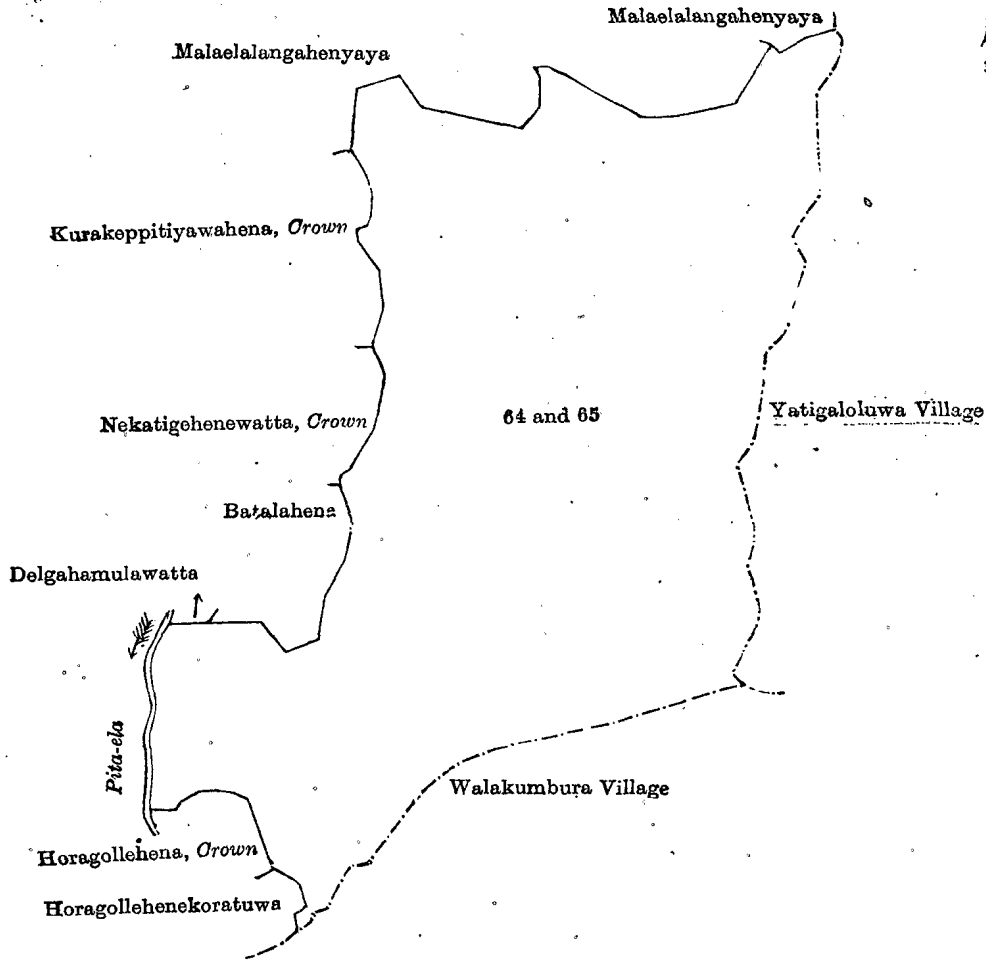 Malaelalangahenyaya
Malaelalangahenyaya
Kurakeppitiyawahena, Crown
Nekatigehenewatta, Crown
64 and 65
Yatigaloluwa Village
Batalahena
Delgahamulawatta
Pita-ela
Walakumbura Village
Horagollehena, Crown
Horagollehenekoratuwa